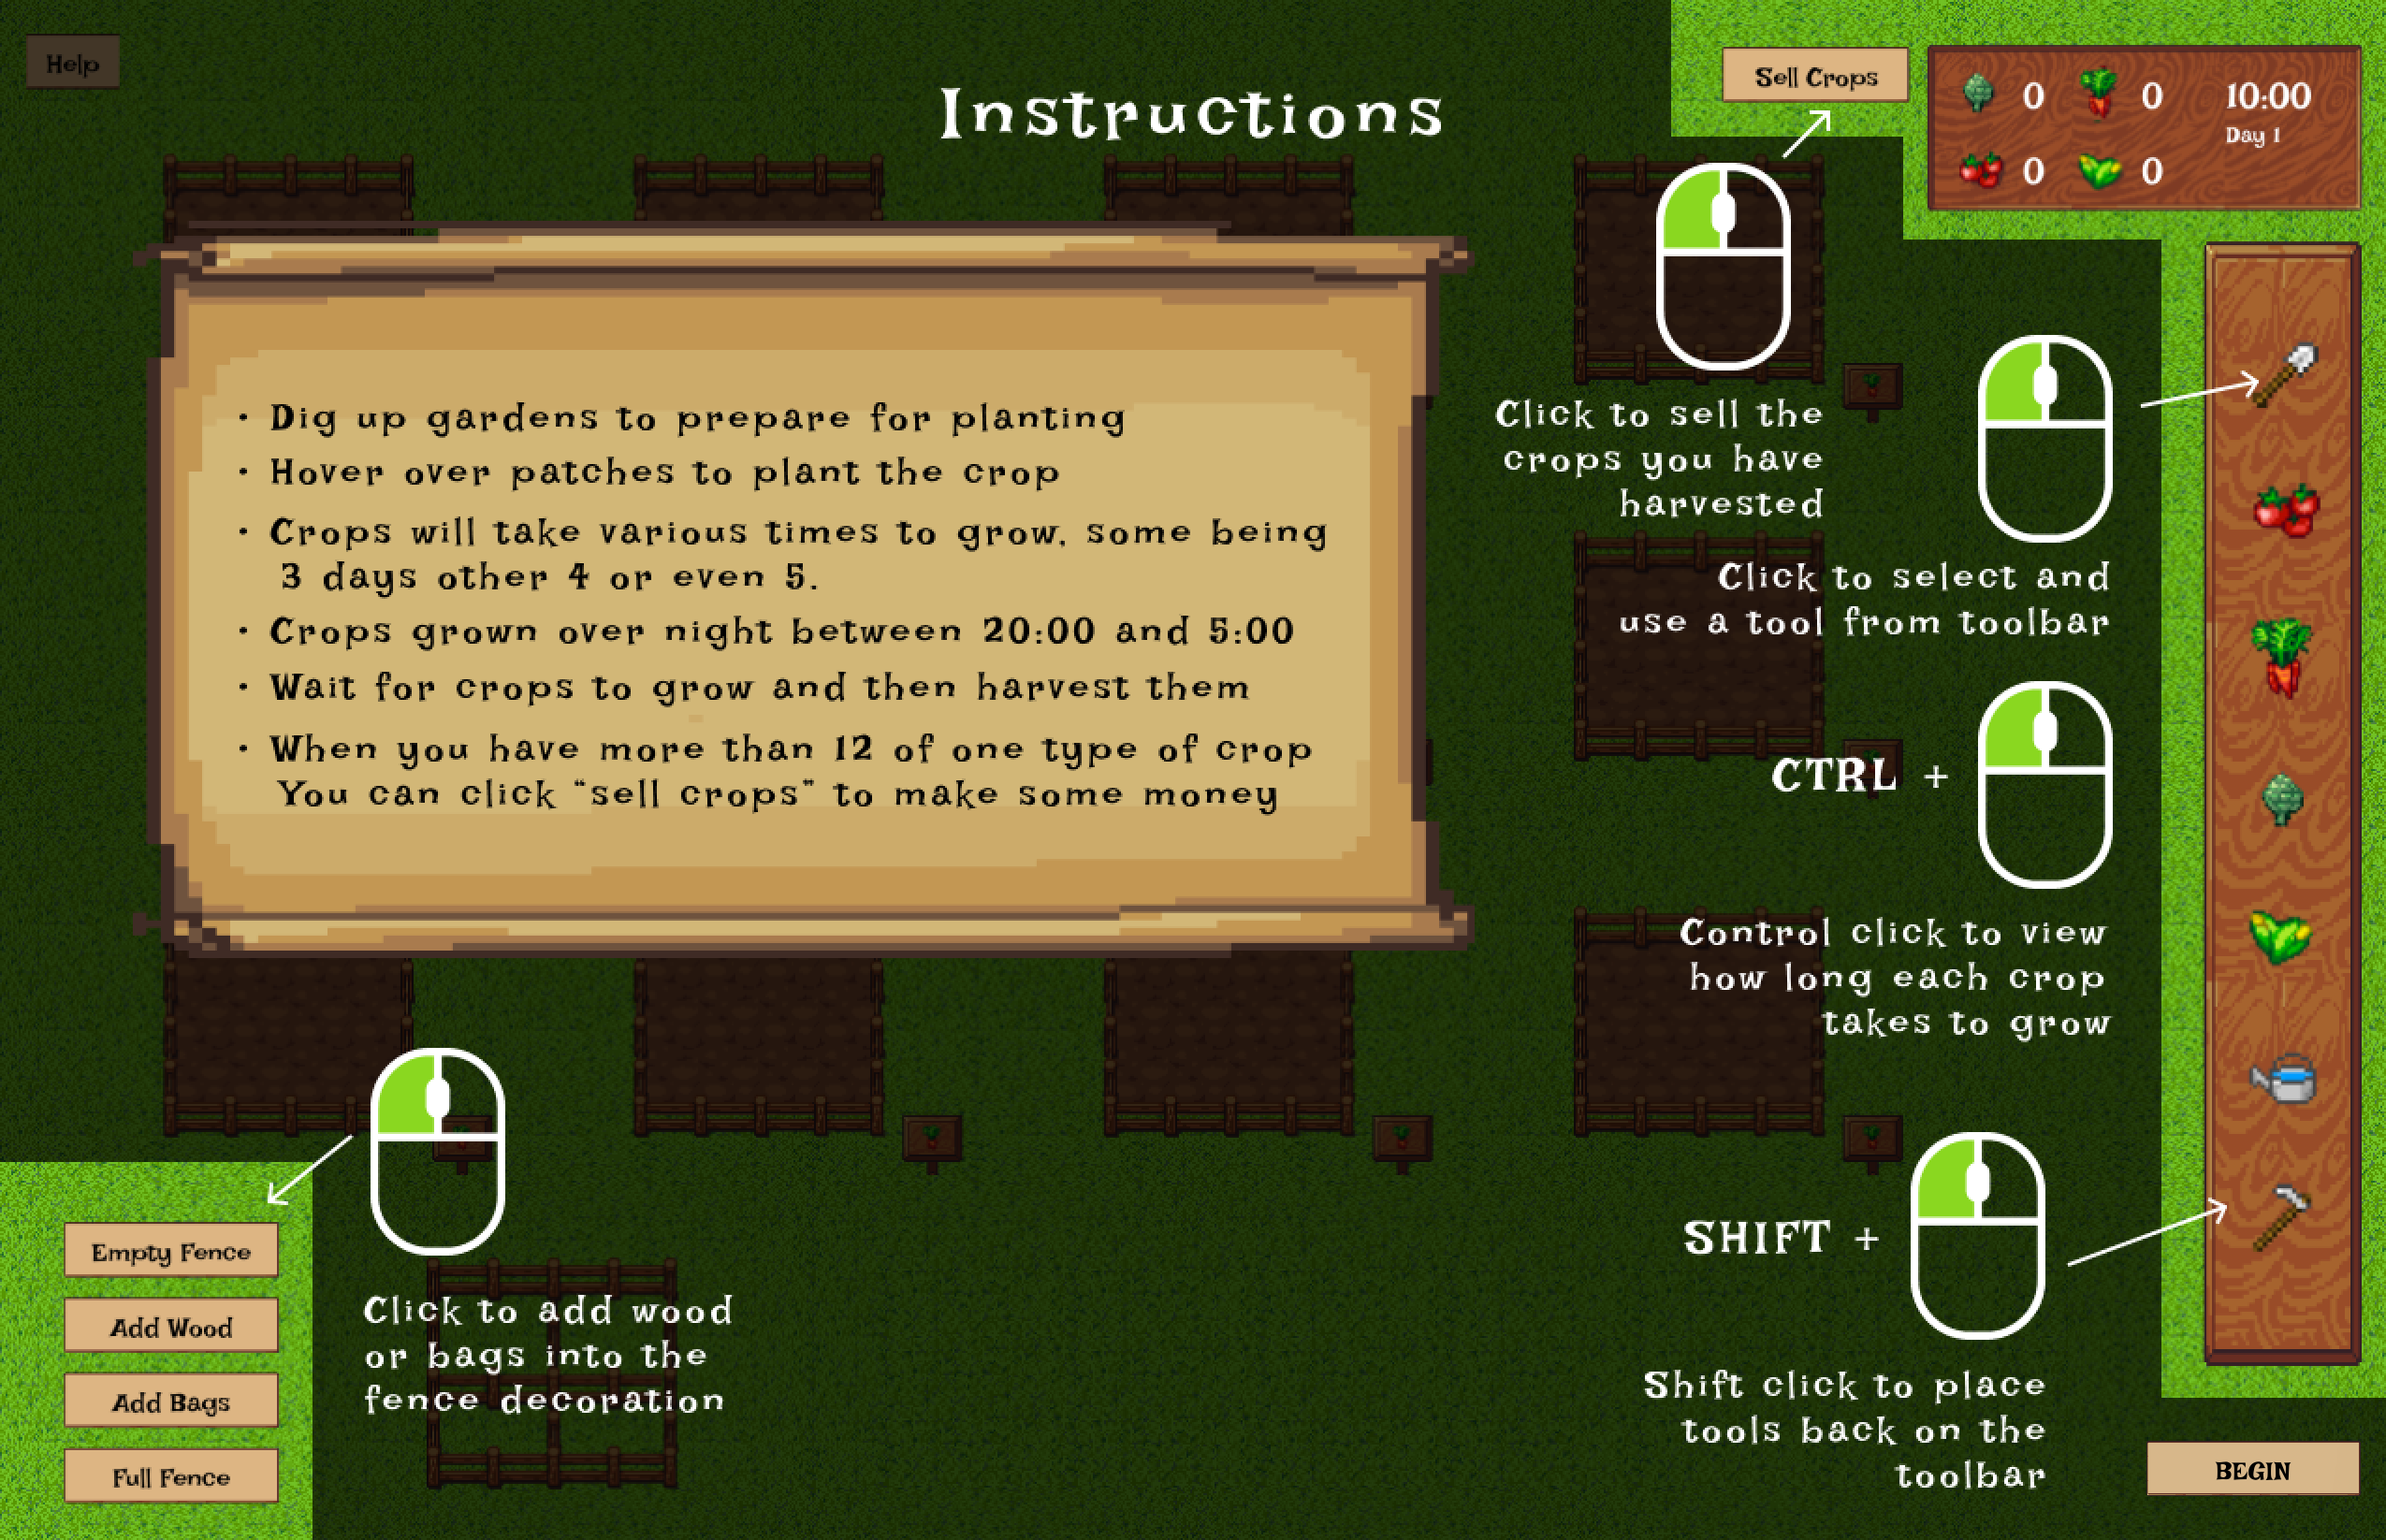 Help
Instructions
Sell Crops
0 0 10:00
Day 1
0 0
• Dig up gardens to prepare for planting
• Hover over patches to plant the crop
• Crops will take various times to grow, some being
3 days other 4 or even 5.
• Crops grown over night between 20:00 and 5:00
• Wait for crops to grow and then harvest them
• When you have more than 12 of one type of crop
You can click "sell crops" to make some money
Click to sell the
crops you have
harvested
Click to select and
use a tool from toolbar
CTRL +
Control click to view
how long each crop
takes to grow
SHIFT +
Shift click to place
tools back on the
toolbar
Click to add wood
or bags into the
fence decoration
Empty Fence
Add Wood
Add Bags
Full Fence
BEGIN